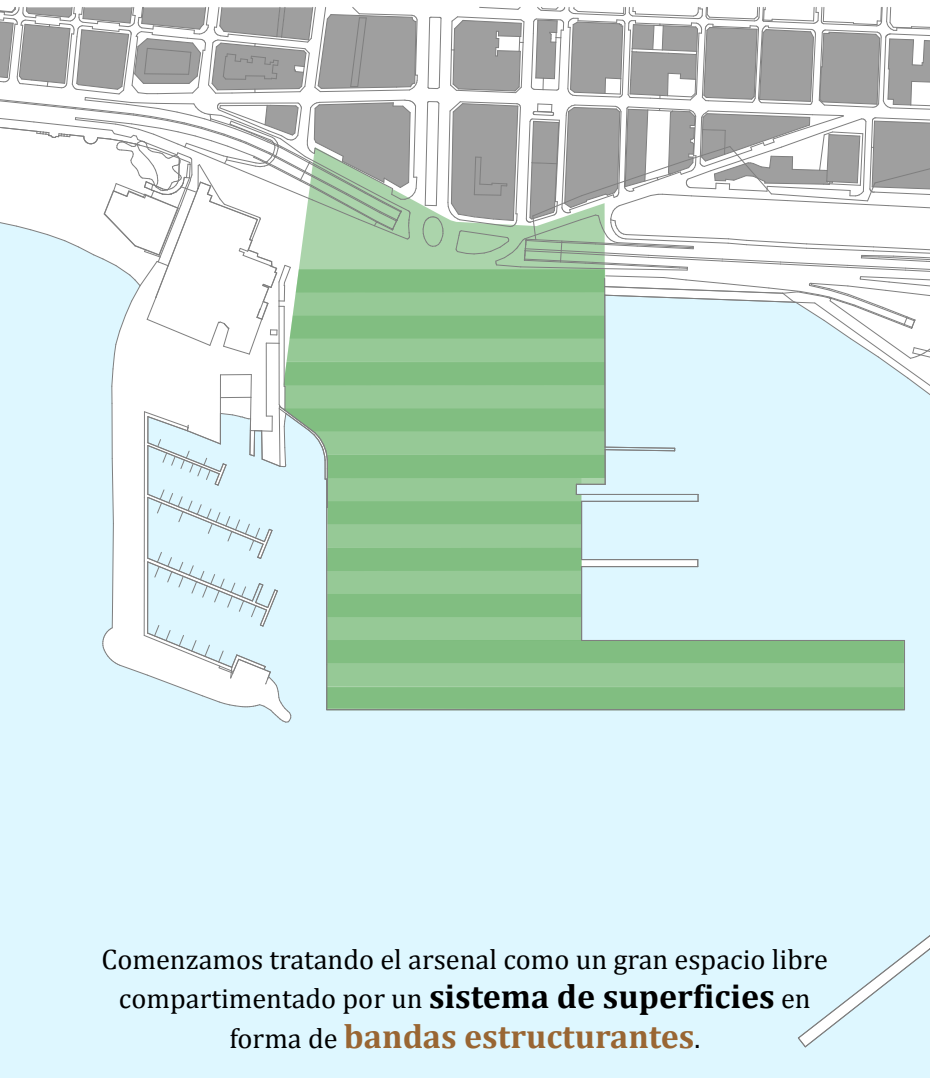 Comenzamos tratando el arsenal como un gran espacio libre
compartimentado por un sistema de superficies en
forma de bandas estructurantes.